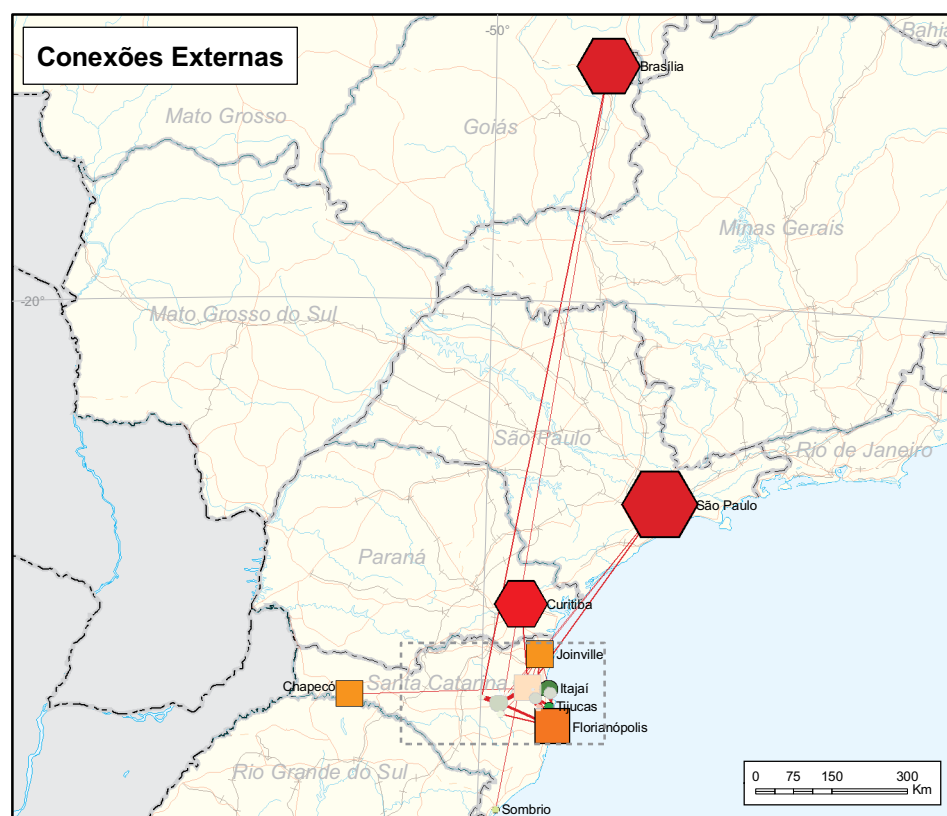 Conexões Externas
-50°
Bahia
Brasília
Mato Grosso
Goiás
Minas Gerais
-20°
Mato Grosso do Sul
São Paulo
Rio de Janeiro
São Paulo
Paraná
Curitiba
Joinville
Chapecó
Santa Catarina
Itajaí
Tijucas
Florianópolis
Rio Grande do Sul
0 75 150 300
Km
Sombrio